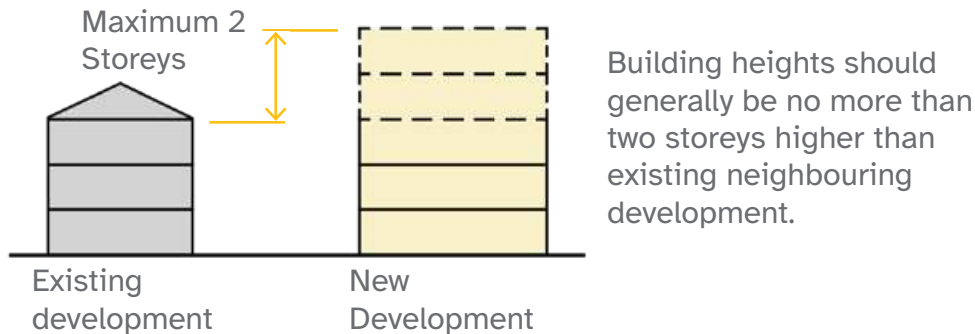 Maximum 2
Storeys
Building heights should
generally be no more than
two storeys higher than
existing neighbouring
development.
Existing
development
New
Development